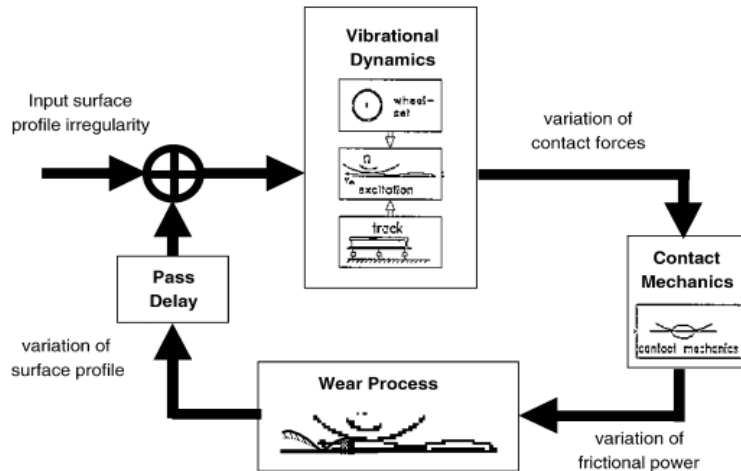 Vibrational
Dynamics
wheel-
set
Ω
excitation
track
Input surface
profile irregularity
variation of
contact forces
Contact
Mechanics
contact mechanics
Pass
Delay
variation of
surface profile
Wear Process
variation of
frictional power